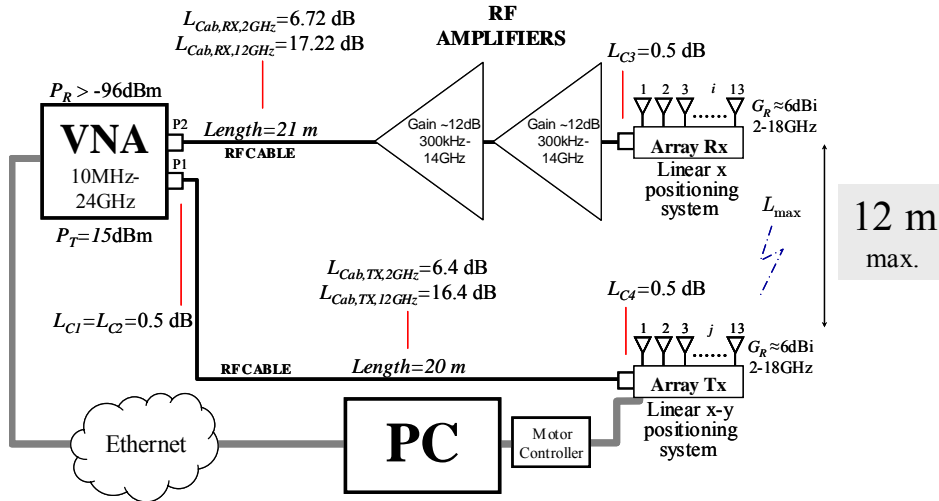 L_Cab,RX,2GHz=6.72 dB
L_Cab,RX,12GHz=17.22 dB
RF
AMPLIFIERS
L_C3=0.5 dB
P_R > -96dBm
VNA
10MHz-
24GHz
P_T=15dBm
P2
P1
Length=21 m
RF CABLE
Gain ~12dB
300kHz-
14GHz
Gain ~12dB
300kHz-
14GHz
1 2 3 i 13
.......
G_R≈6dBi
2-18GHz
Array Rx
Linear x
positioning
system
L_max
12 m
max.
L_Cab,TX,2GHz=6.4 dB
L_Cab,TX,12GHz=16.4 dB
L_C4=0.5 dB
L_C1=L_C2=0.5 dB
RF CABLE
Length=20 m
1 2 3 j 13
.......
G_R≈6dBi
2-18GHz
Array Tx
Linear x-y
positioning
system
Ethernet
PC
Motor
Controller